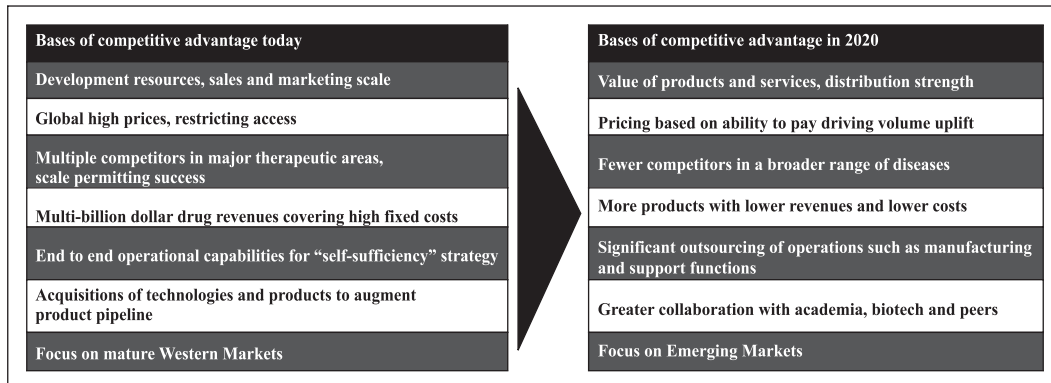 Bases of competitive advantage today
Development resources, sales and marketing scale
Global high prices, restricting access
Multiple competitors in major therapeutic areas,
scale permitting success
Multi-billion dollar drug revenues covering high fixed costs
End to end operational capabilities for “self-sufficiency” strategy
Acquisitions of technologies and products to augment
product pipeline
Focus on mature Western Markets
Bases of competitive advantage in 2020
Value of products and services, distribution strength
Pricing based on ability to pay driving volume uplift
Fewer competitors in a broader range of diseases
More products with lower revenues and lower costs
Significant outsourcing of operations such as manufacturing
and support functions
Greater collaboration with academia, biotech and peers
Focus on Emerging Markets